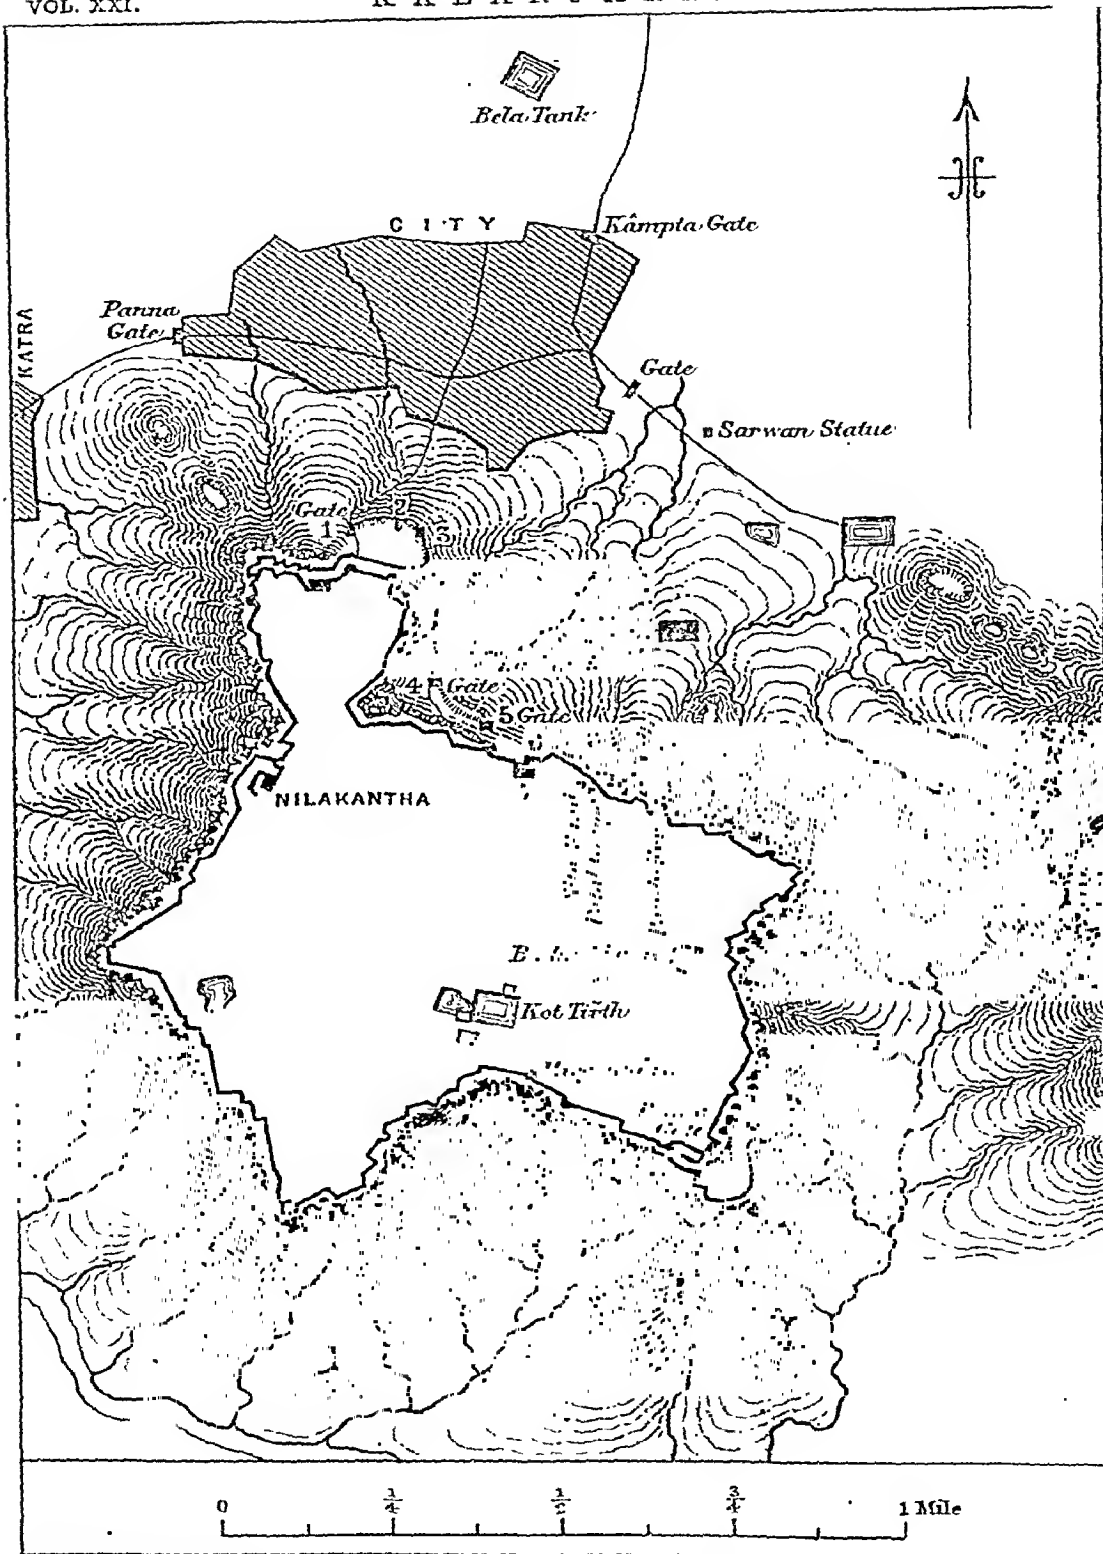 VOL. XXI.
Bela Tank
CITY
Kâmpta Gate
Panna
Gate
KATRA
Gate
Sarwan Statue
Gate
1
2
3
4 Gate
5 Gate
NILAKANTHA
Kot Tirth
0 1/4 1/2 3/4 1 Mile